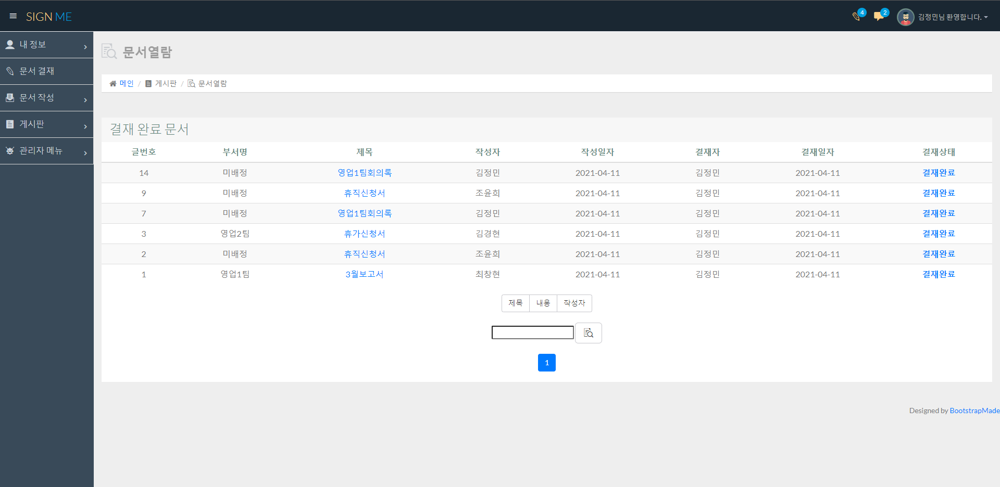 SIGN ME
4
2
김정민님 환영합니다.
내 정보
문서 결재
문서 작성
게시판
관리자 메뉴
문서열람
메인 / 게시판 / 문서열람
결재 완료 문서
글번호 부서명 제목 작성자 작성일자 결재자 결재일자 결재상태
14 미배정 영업1팀회의록 김정민 2021-04-11 김정민 2021-04-11 결재완료
9 미배정 휴직신청서 조윤희 2021-04-11 김정민 2021-04-11 결재완료
7 미배정 영업1팀회의록 김정민 2021-04-11 김정민 2021-04-11 결재완료
3 영업2팀 휴가신청서 김경현 2021-04-11 김정민 2021-04-11 결재완료
2 미배정 휴직신청서 조윤희 2021-04-11 김정민 2021-04-11 결재완료
1 영업1팀 3월보고서 최창현 2021-04-11 김정민 2021-04-11 결재완료
제목 내용 작성자
1
Designed by BootstrapMade